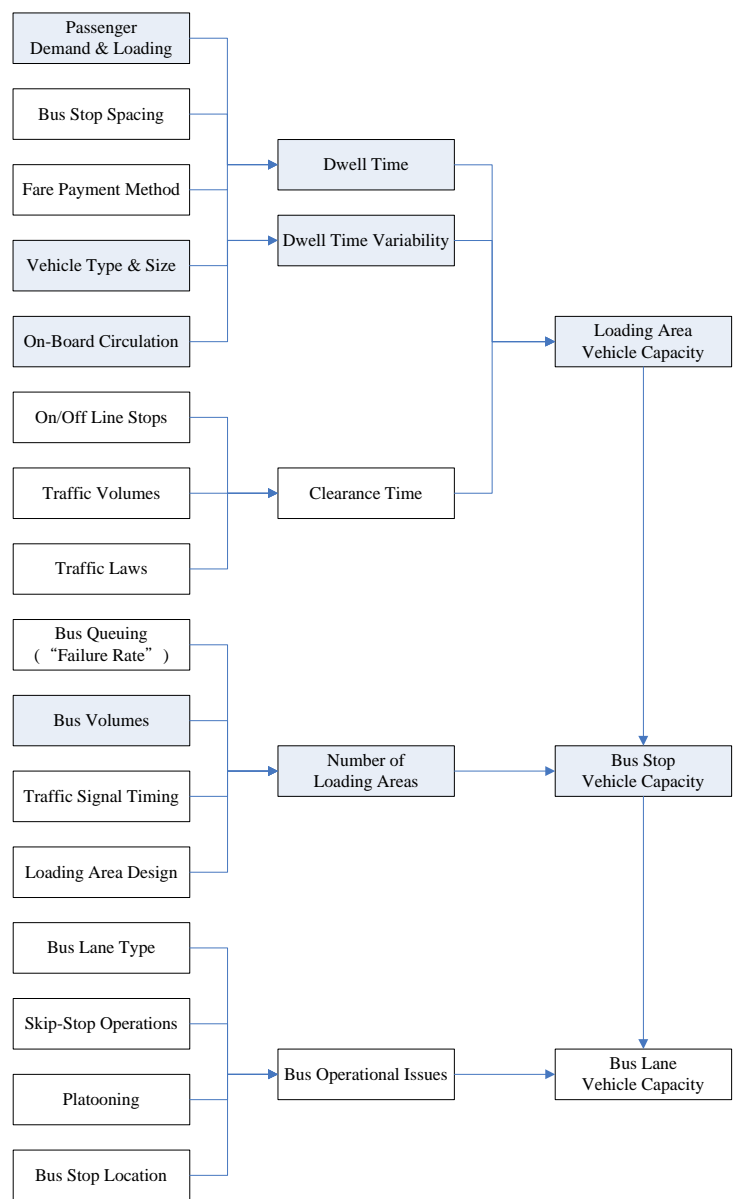 Passenger
Demand & Loading
Bus Stop Spacing
Fare Payment Method
Vehicle Type & Size
On-Board Circulation
On/Off Line Stops
Traffic Volumes
Traffic Laws
Bus Queuing
(“Failure Rate”)
Bus Volumes
Traffic Signal Timing
Loading Area Design
Bus Lane Type
Skip-Stop Operations
Platooning
Bus Stop Location
Dwell Time
Dwell Time Variability
Clearance Time
Number of
Loading Areas
Bus Operational Issues
Loading Area
Vehicle Capacity
Bus Stop
Vehicle Capacity
Bus Lane
Vehicle Capacity